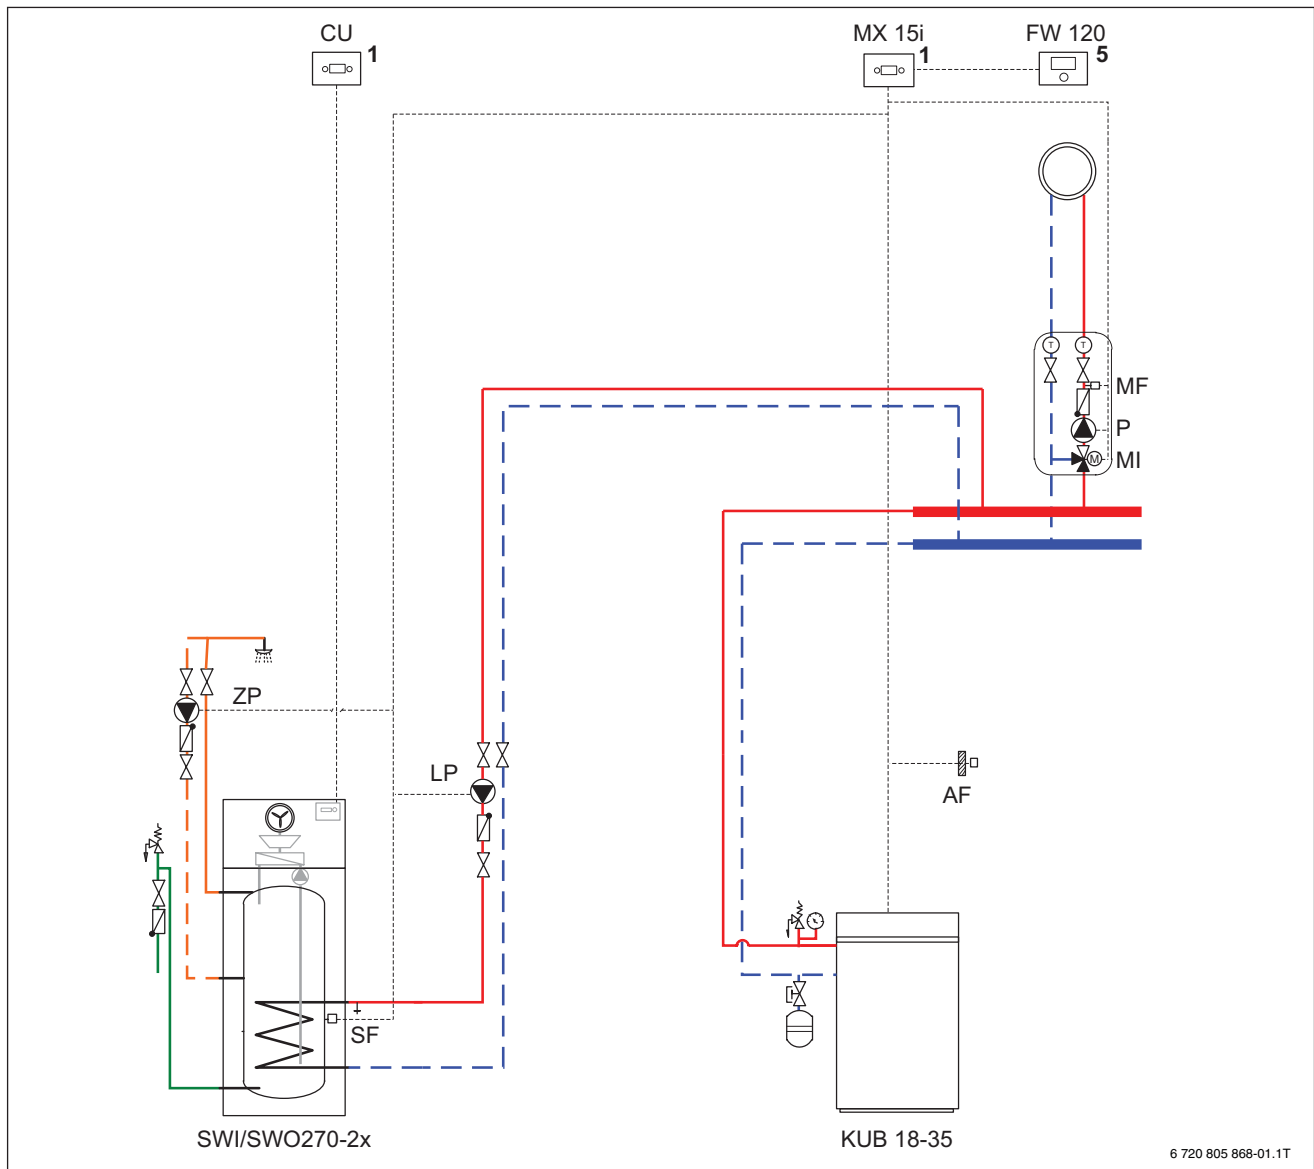 CU
1
MX 15i
1
FW 120
5
T
T
MF
P
M
MI
ZP
LP
AF
SF
SWI/SWO270-2x
KUB 18-35
6 720 805 868-01.1T